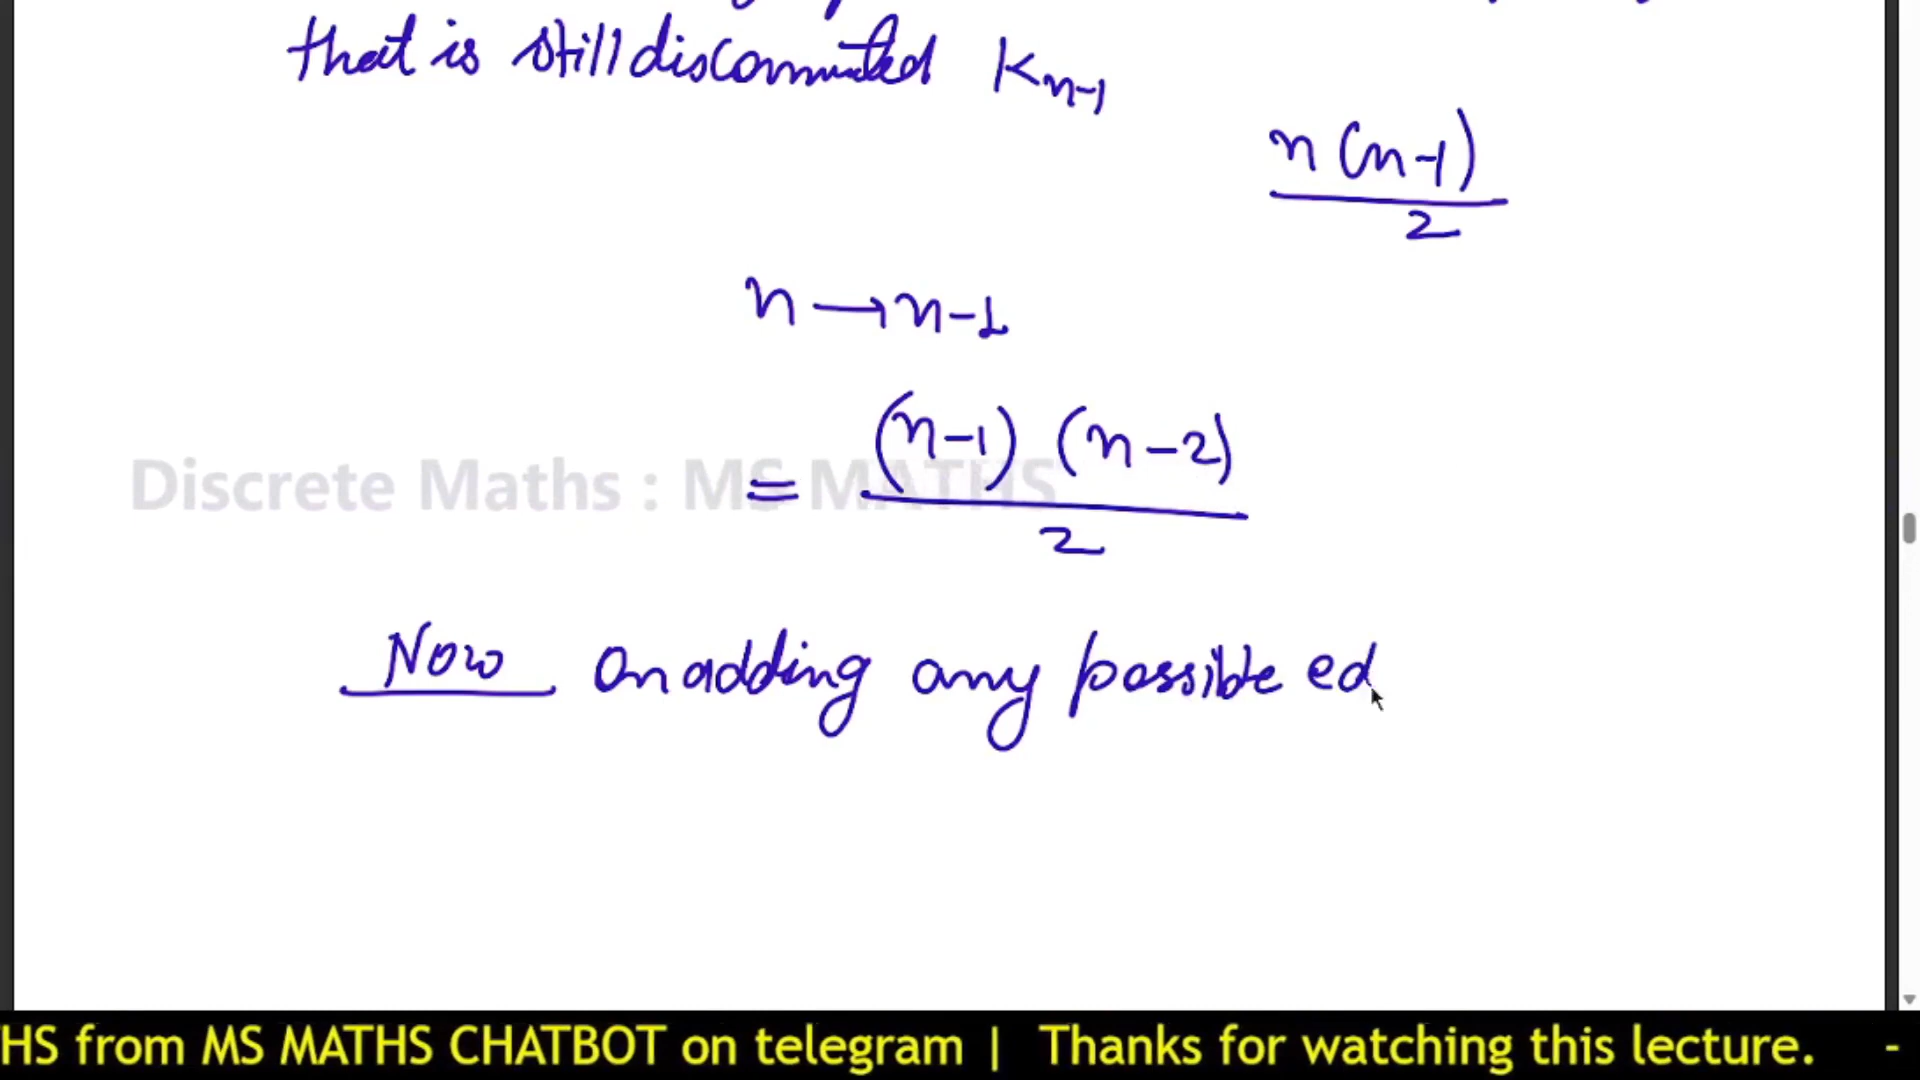 that is still disconnected Kn-1
n(n-1)
2
n → n-1
= (n-1) (n-2)
2
Discrete Maths : MS MATHS
Now On adding any possible ed
THS from MS MATHS CHATBOT on telegram | Thanks for watching this lecture. -